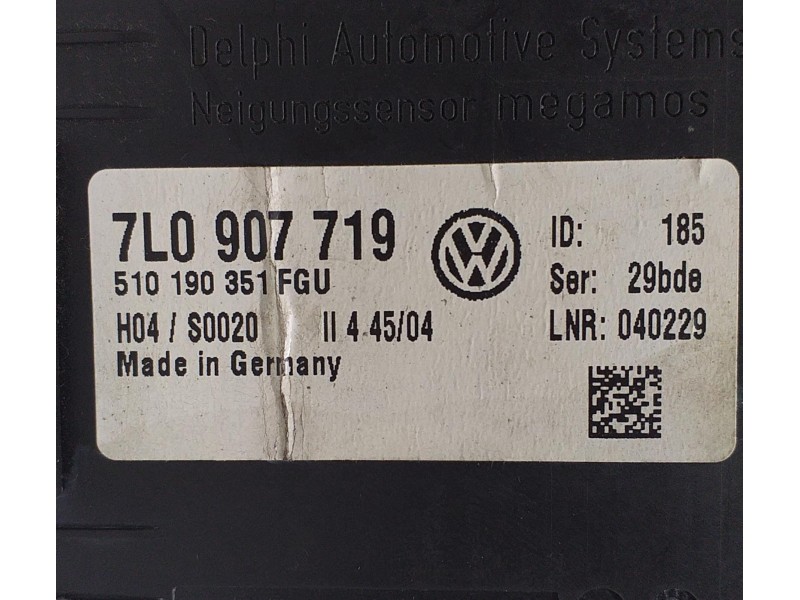 Delphi Automotive Systems
Neigungssensor megamos
7L0 907 719
510 190 351 FGU
H04 / S0020 II 4 45/04
Made in Germany
VW
ID: 185
Ser: 29bde
LNR: 040229